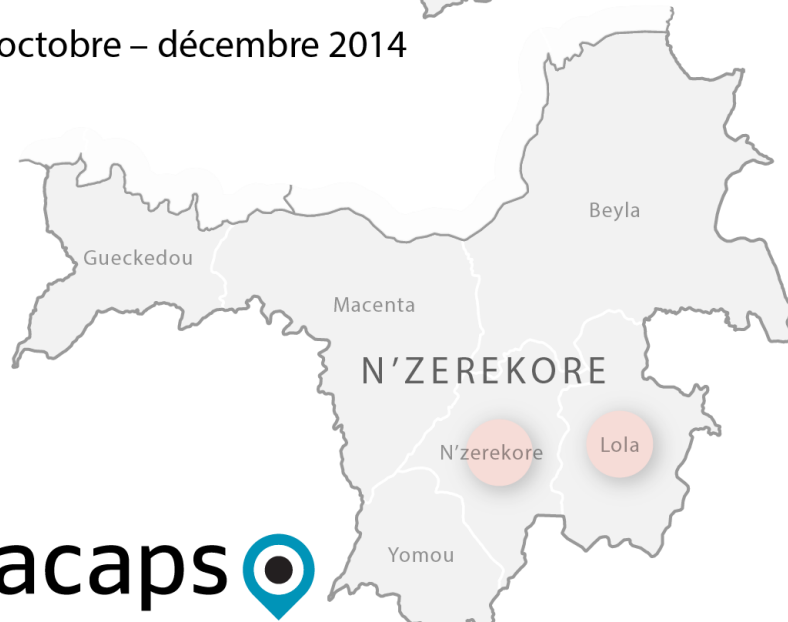 octobre – décembre 2014
Beyla
Gueckedou
Macenta
N’ZEREKORE
N’zerekore
Lola
Yomou
acaps